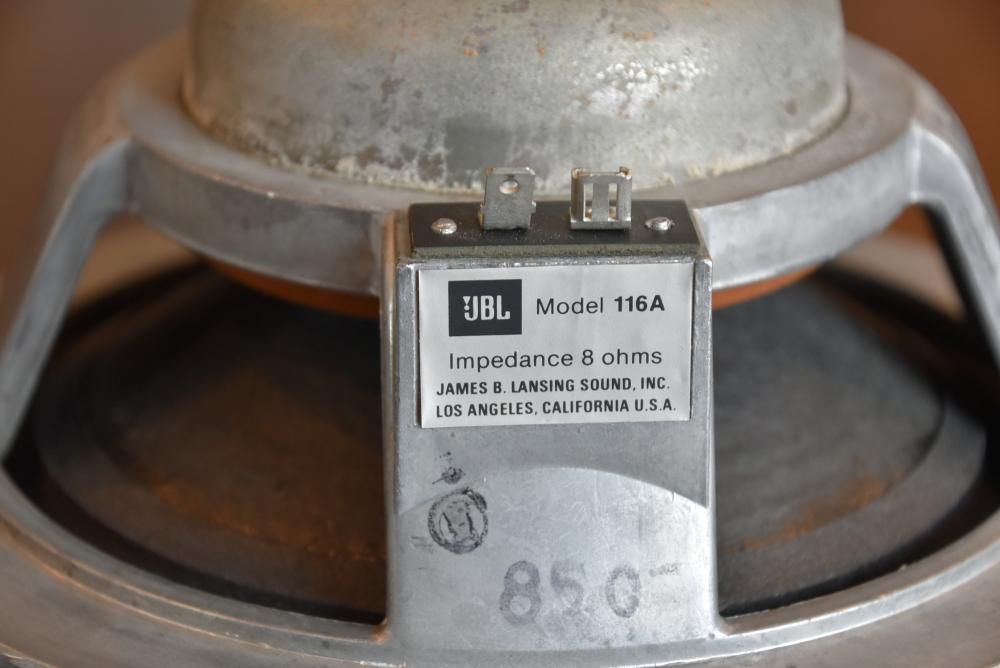 JBL Model 116A
Impedance 8 ohms
JAMES B. LANSING SOUND, INC.
LOS ANGELES, CALIFORNIA U.S.A.
850